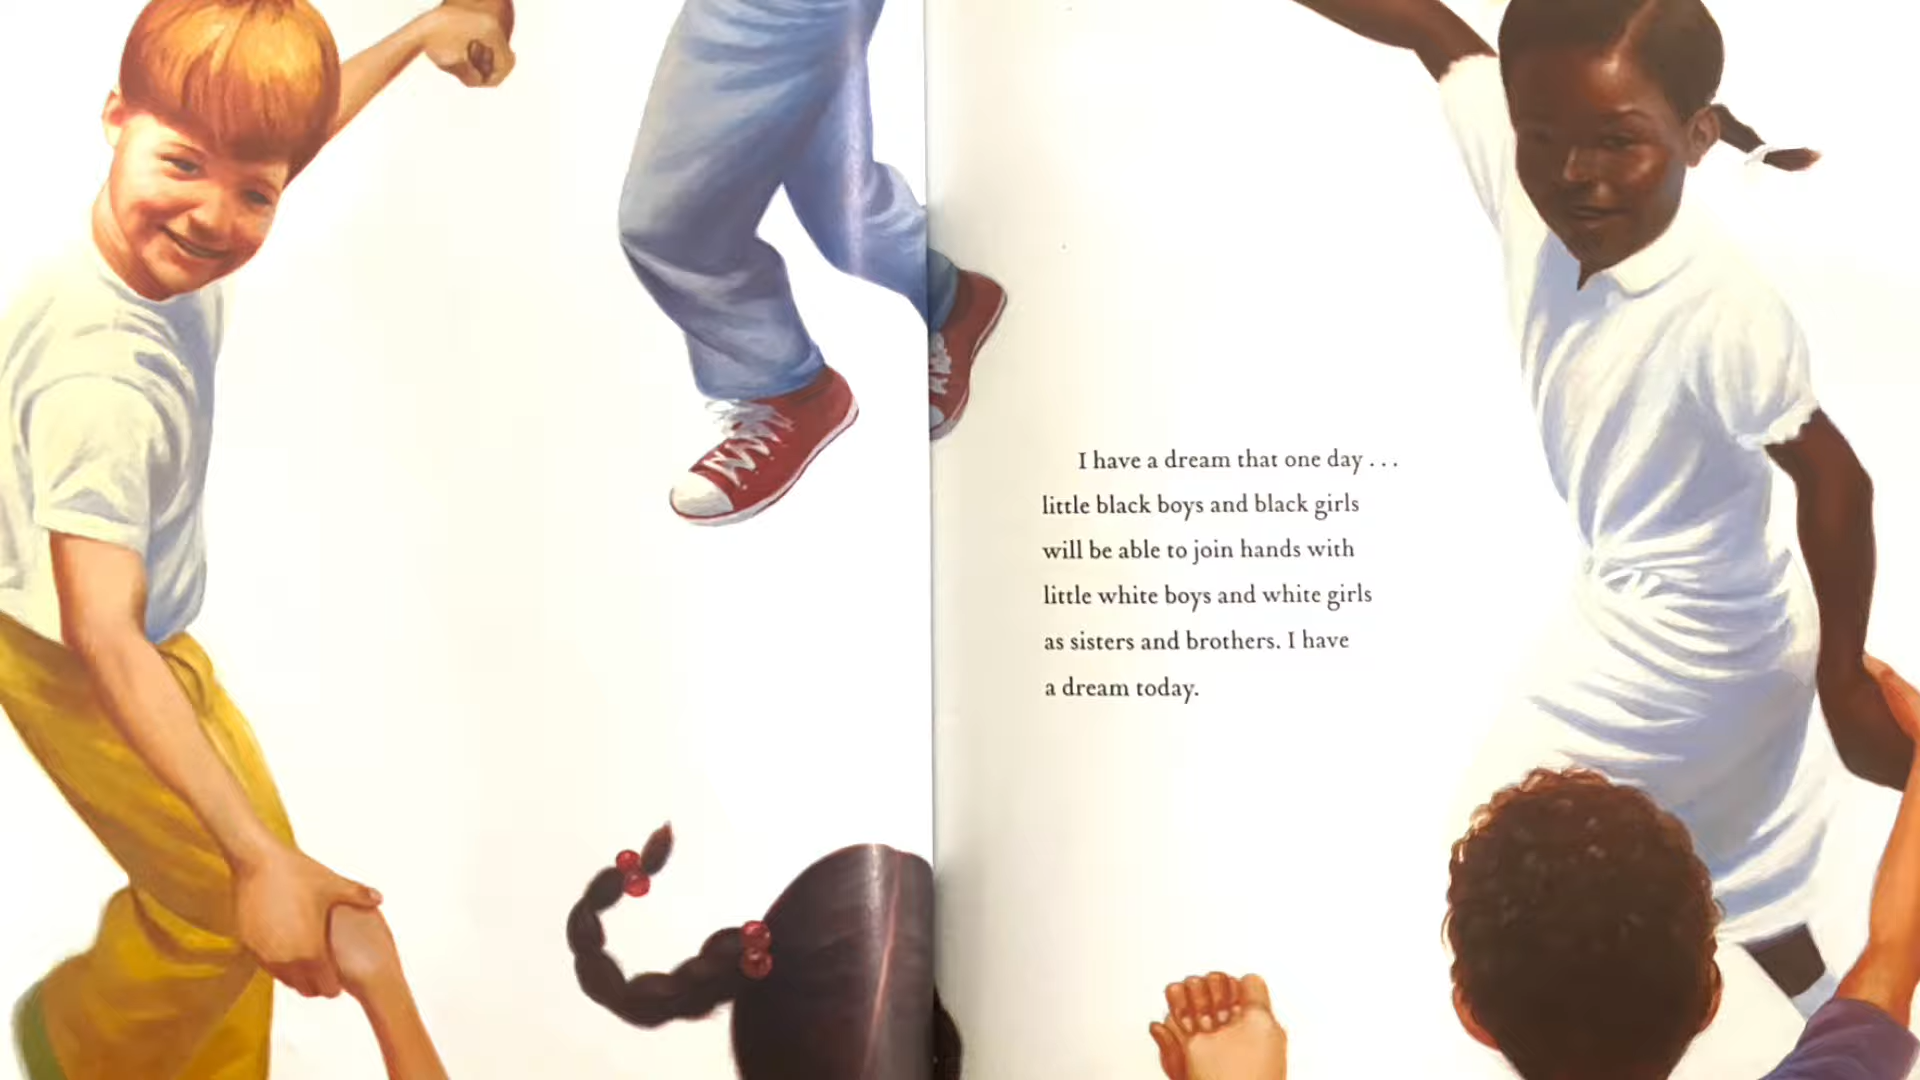 I have a dream that one day . . .
little black boys and black girls
will be able to join hands with
little white boys and white girls
as sisters and brothers. I have
a dream today.